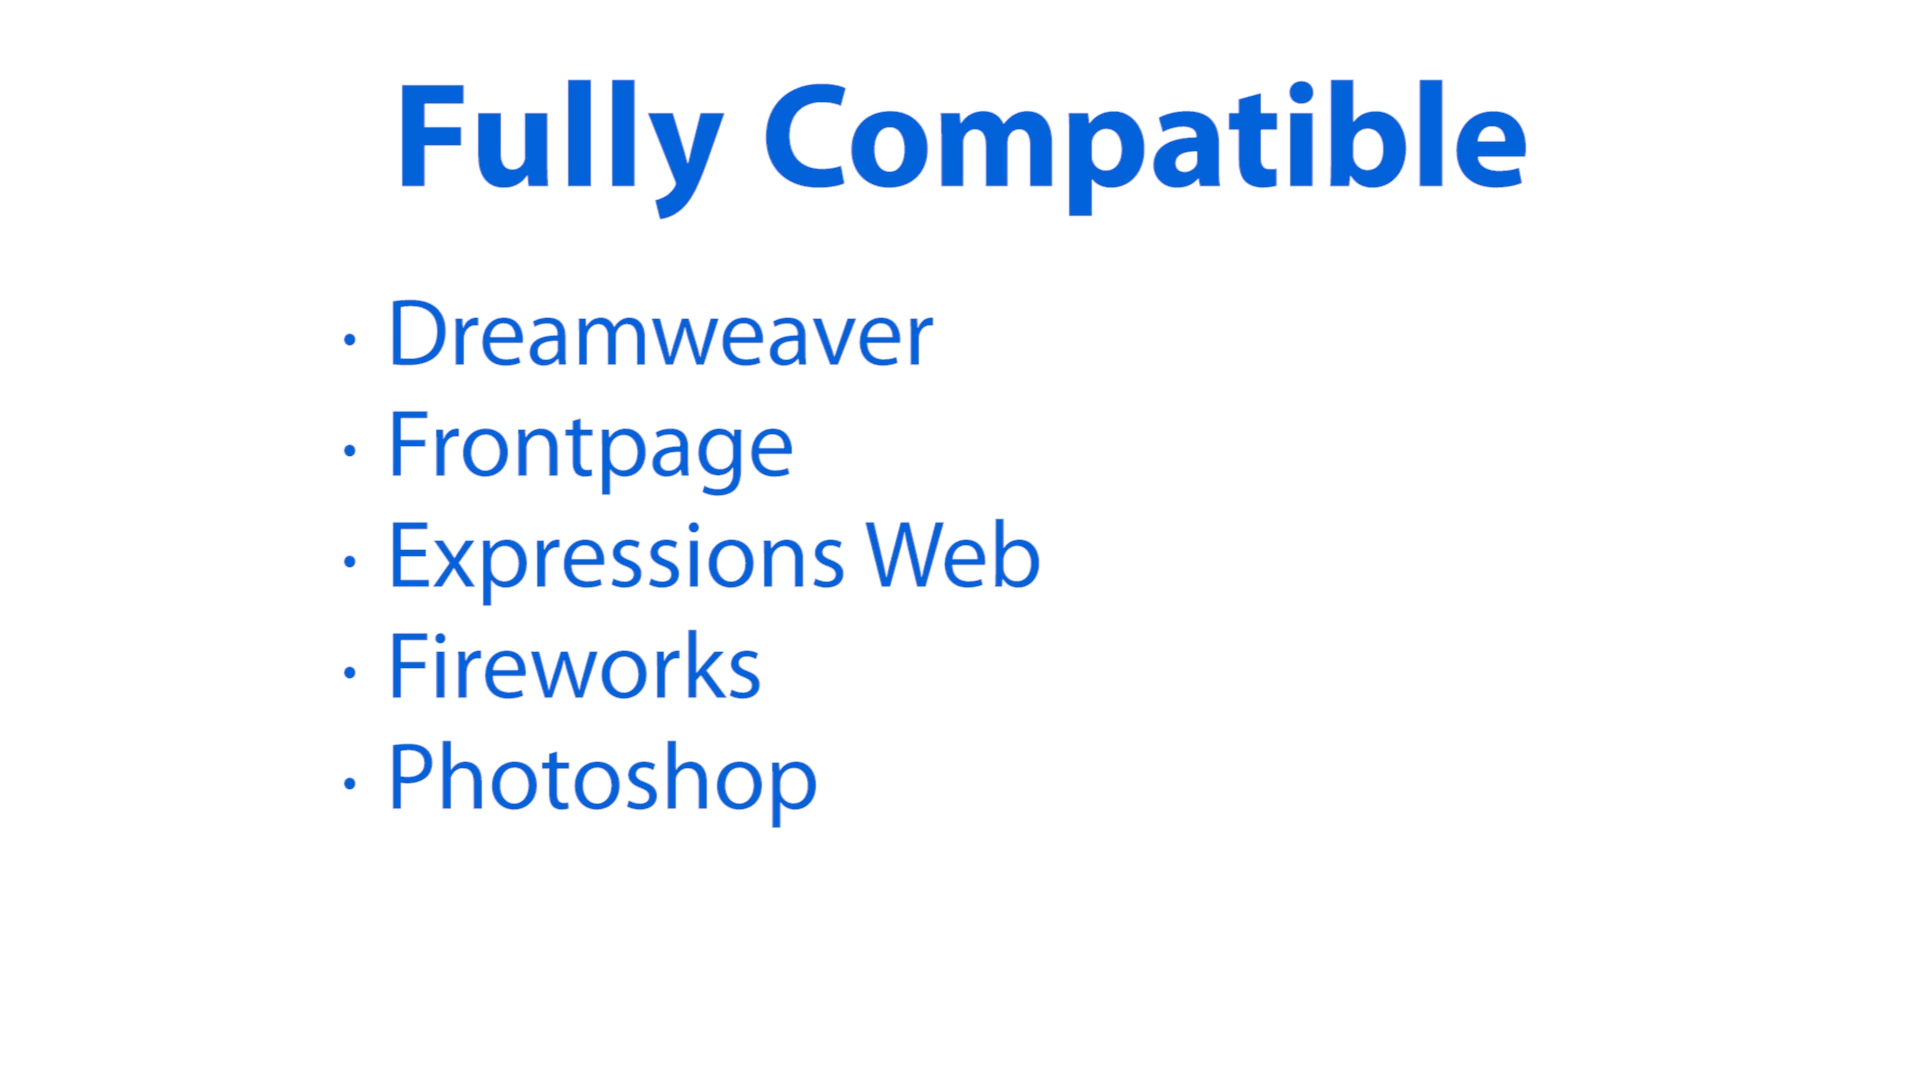 Fully Compatible
· Dreamweaver
· Frontpage
· Expressions Web
· Fireworks
· Photoshop